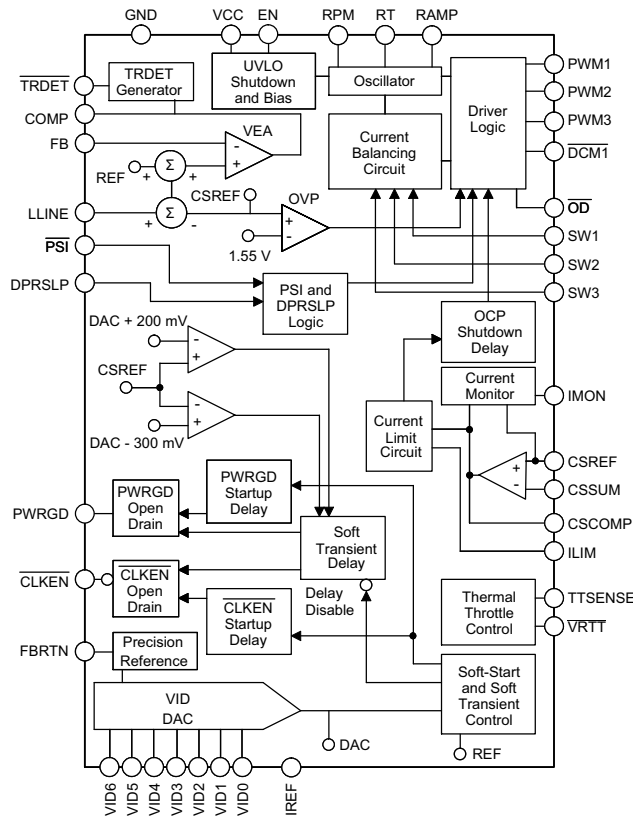 GND
VCC
EN
RPM
RT
RAMP
TRDET
TRDET
Generator
UVLO
Shutdown
and Bias
Oscillator
Driver
Logic
PWM1
PWM2
PWM3
DCM1
COMP
FB
VEA
-
+
REF
+
Σ
+
Current
Balancing
Circuit
CSREF
OVP
LLINE
+
Σ
-
+
-
1.55 V
OD
SW1
SW2
SW3
PSI
DPRSLP
PSI and
DPRSLP
Logic
DAC + 200 mV
-
+
CSREF
-
+
DAC - 300 mV
OCP
Shutdown
Delay
Current
Monitor
IMON
Current
Limit
Circuit
+
-
CSREF
CSSUM
CSCOMP
ILIM
PWRGD
PWRGD
Open
Drain
PWRGD
Startup
Delay
Soft
Transient
Delay
CLKEN
CLKEN
Open
Drain
Delay
Disable
CLKEN
Startup
Delay
Thermal
Throttle
Control
TTSENSE
VRTT
FBRTN
Precision
Reference
Soft-Start
and Soft
Transient
Control
VID
DAC
DAC
REF
VID6
VID5
VID4
VID3
VID2
VID1
VID0
IREF